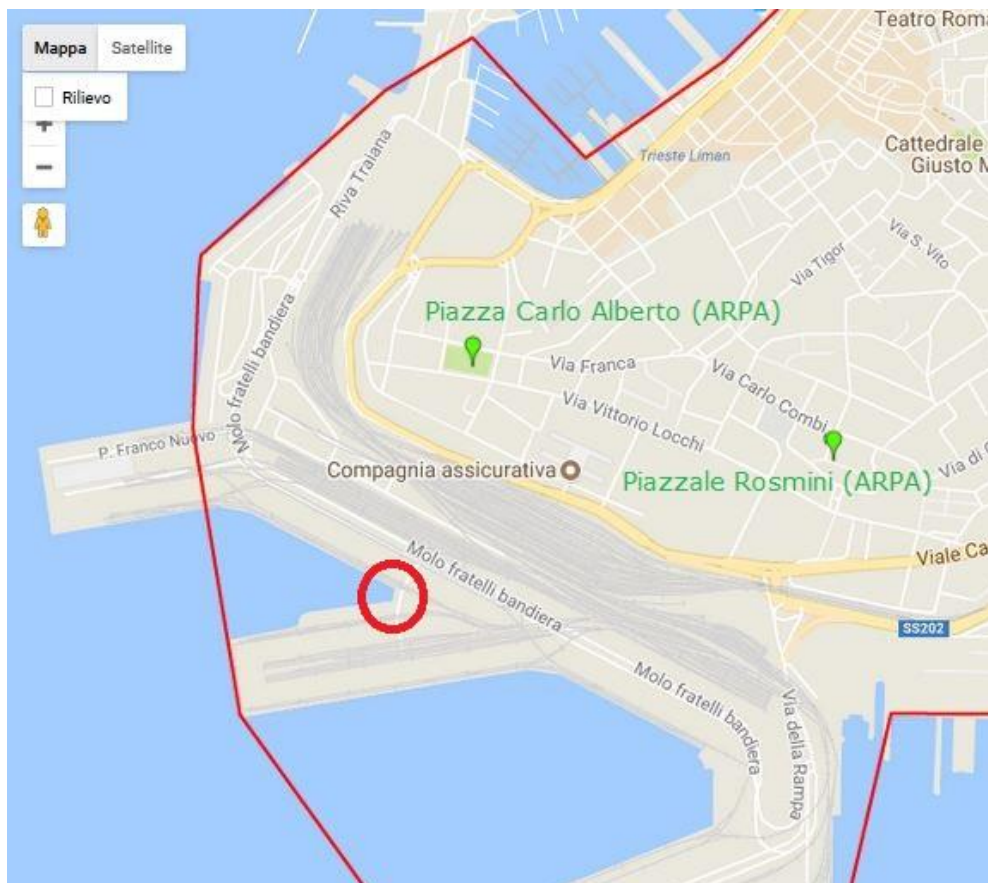 Mappa
Satellite
Rilievo
Teatro Roma
Cattedrale
Giusto M
Trieste Liman
Riva Traiana
Via S. Vito
Via Tigor
Piazza Carlo Alberto (ARPA)
Molo fratelli bandiera
Via Franca
Via Carlo Combi
Via Vittorio Locchi
P. Franco Nuovo
Compagnia assicurativa
Piazzale Rosmini (ARPA)
Via di
Molo fratelli bandiera
Viale Ca
SS202
Molo fratelli bandiera
Via della Rampa